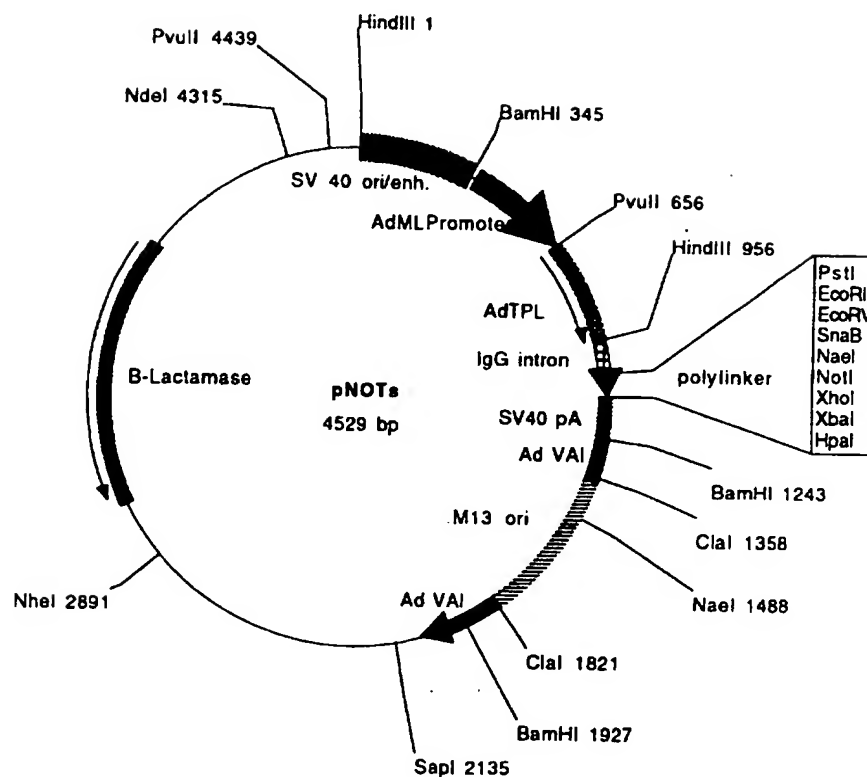 HindIII 1
PvuII 4439
NdeI 4315
BamHI 345
SV 40 ori/enh.
AdMLPromote
PvuII 656
HindIII 956
PstI
EcoRI
EcoRV
SnaB
NaeI
NotI
XhoI
XbaI
HpaI
AdTPL
IgG intron
polylinker
B-Lactamase
pNOTs
4529 bp
SV40 pA
Ad VAI
BamHI 1243
M13 ori
ClaI 1358
NheI 2891
Ad VAI
NaeI 1488
ClaI 1821
BamHI 1927
SapI 2135